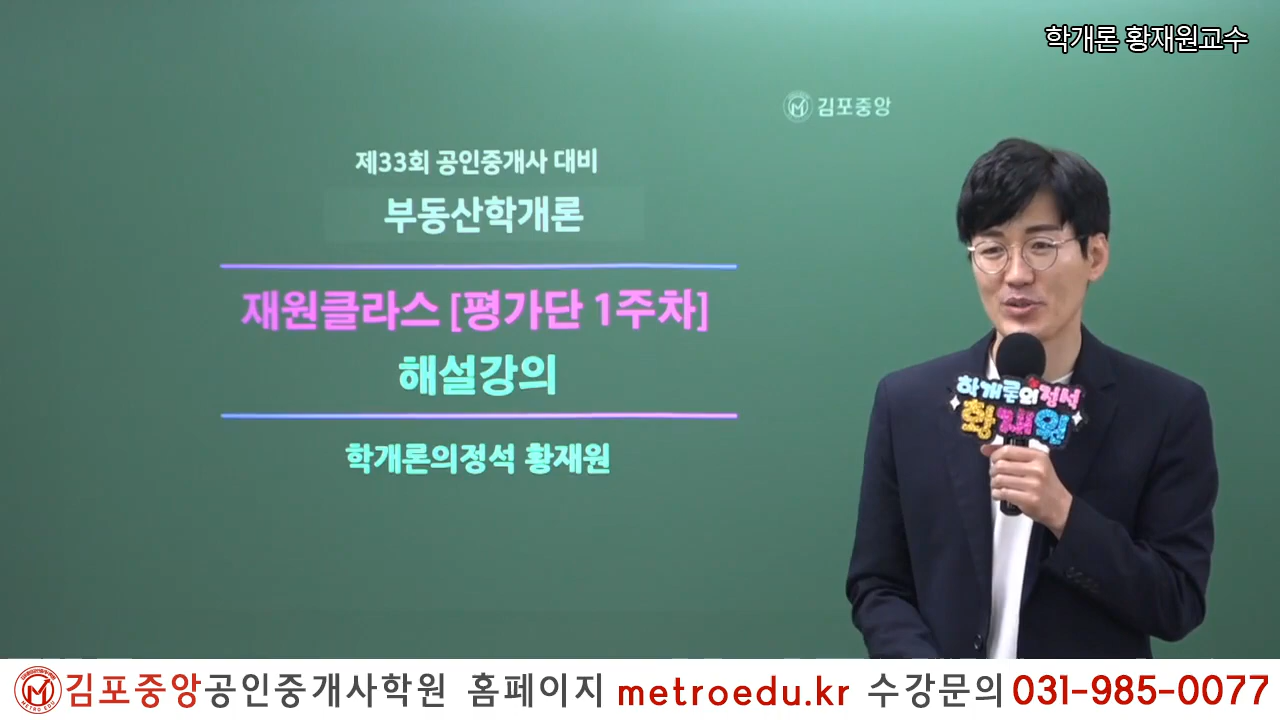 학개론 황재원교수
김포중앙
제33회 공인중개사 대비
부동산학개론
재원클라스 [평가단 1주차]
해설강의
학개론의정석 황재원
학개론의정석
황재원
METRO EDU 김포중앙공인중개사학원 홈페이지 metroedu.kr 수강문의 031-985-0077